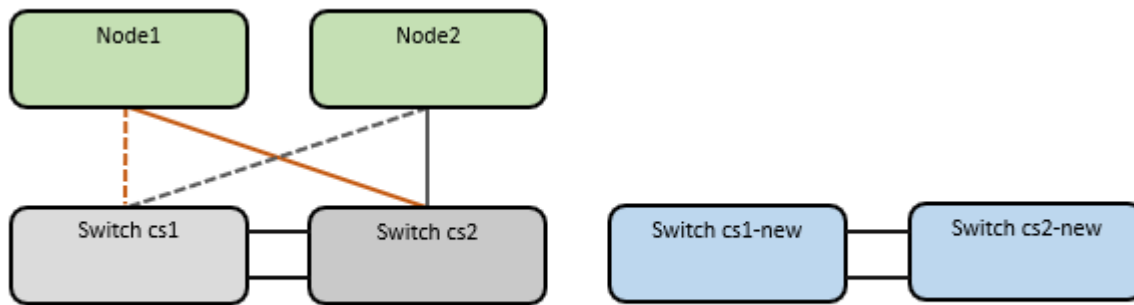 Node1
Node2
Switch cs1
Switch cs2
Switch cs1-new
Switch cs2-new